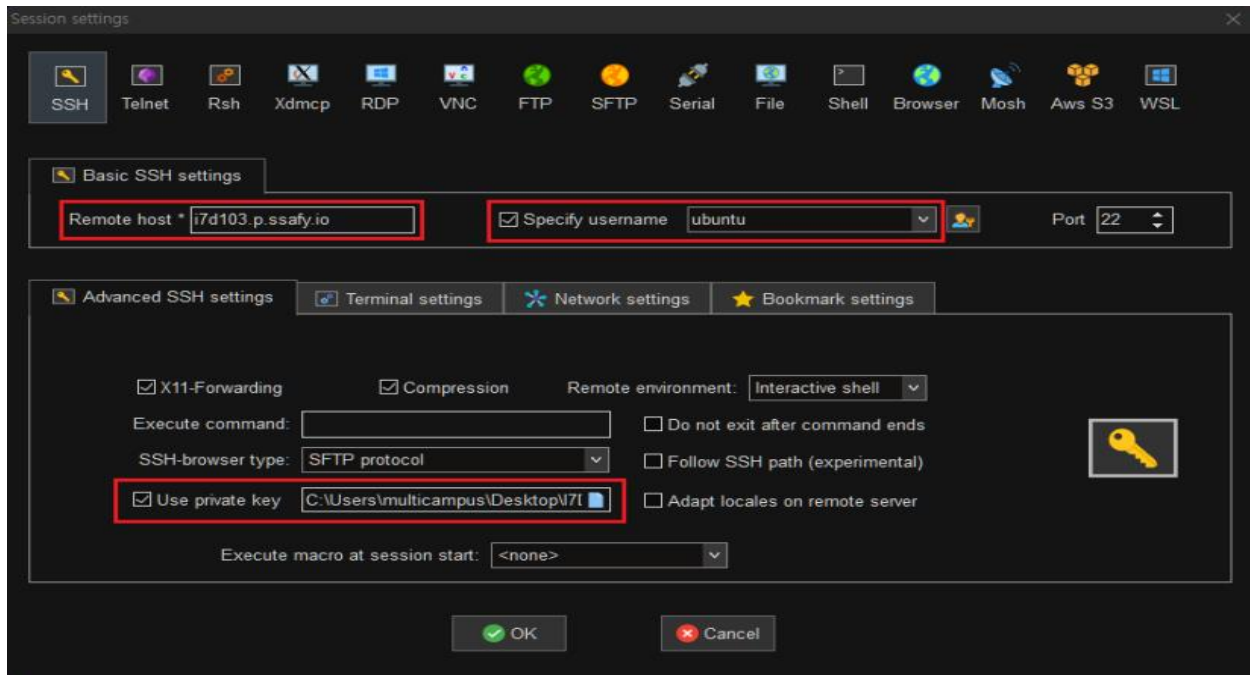 Session settings
SSH Telnet Rsh Xdmcp RDP VNC FTP SFTP Serial File Shell Browser Mosh Aws S3 WSL
Basic SSH settings
Remote host * i7d103.p.ssafy.io Specify username ubuntu Port 22
Advanced SSH settings Terminal settings Network settings Bookmark settings
X11-Forwarding Compression Remote environment: Interactive shell
Execute command: Do not exit after command ends
SSH-browser type: SFTP protocol Follow SSH path (experimental)
Use private key C:\Users\multicampus\Desktop\I7D Adapt locales on remote server
Execute macro at session start: <none>
OK Cancel